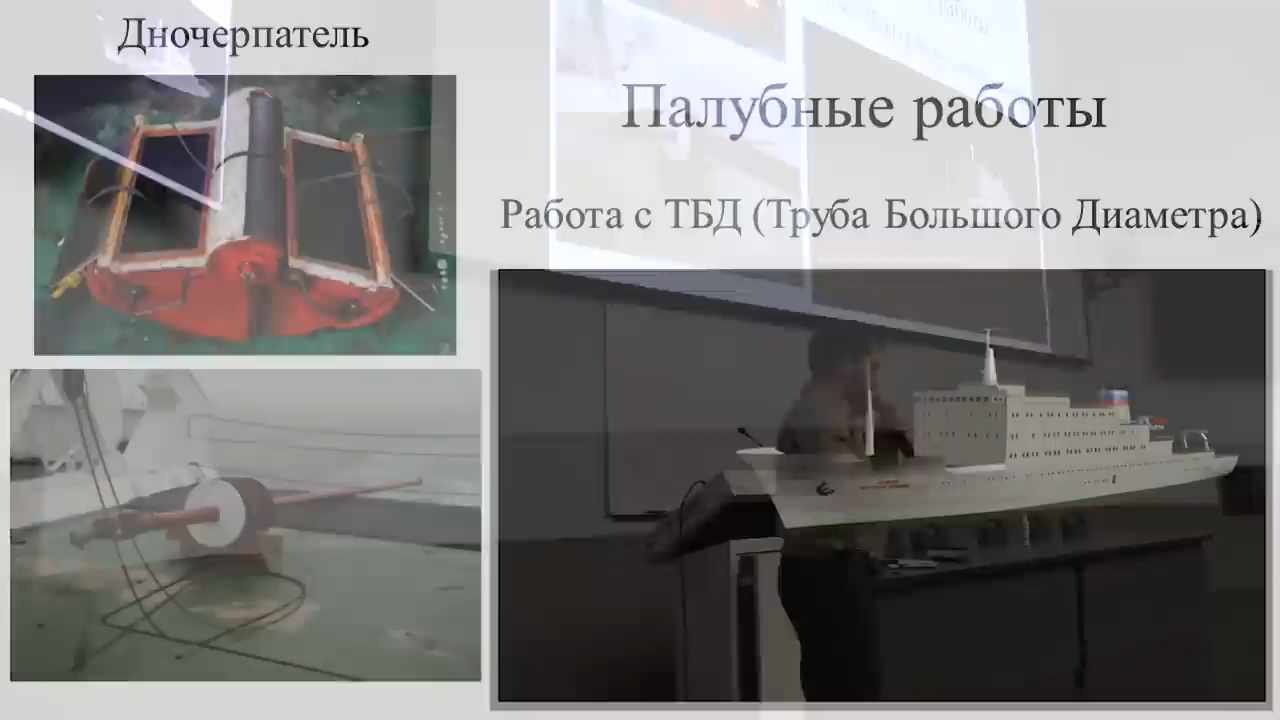 Дночерпатель
Палубные работы
Работа с ТБД (Труба Большого Диаметра)